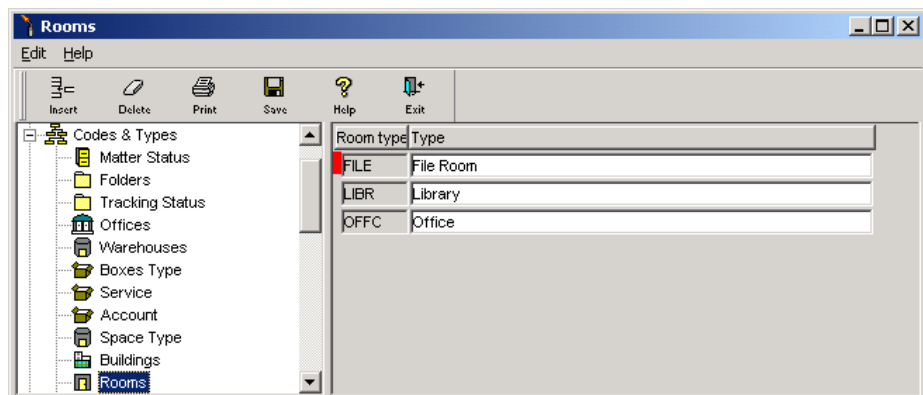 Rooms
Edit Help
Insert Delete Print Save Help Exit
Codes & Types
Matter Status
Folders
Tracking Status
Offices
Warehouses
Boxes Type
Service
Account
Space Type
Buildings
Rooms
Room type Type
FILE File Room
LIBR Library
OFFC Office